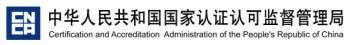 CNCA
中华人民共和国国家认证认可监督管理局
Certification and Accreditation Administration of the People's Republic of China